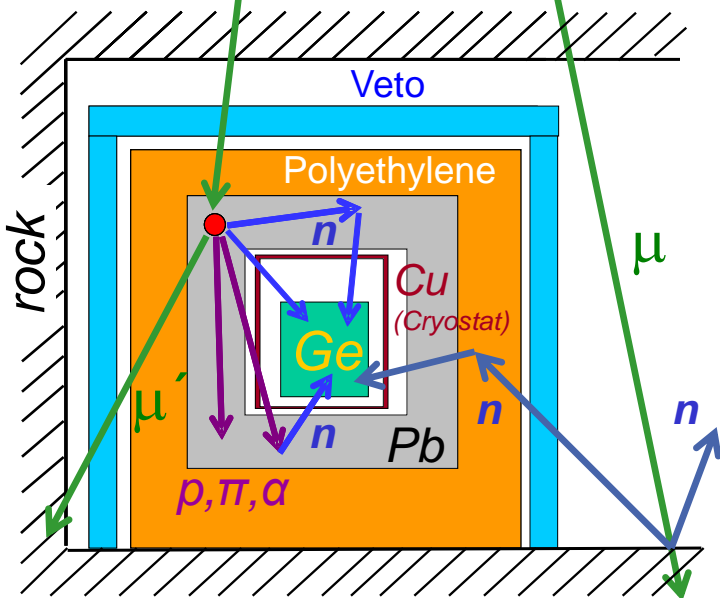 Veto
Polyethylene
rock
n
μ
Cu
(Cryostat)
Ge
μ´
n
n
n
Pb
p,π,α